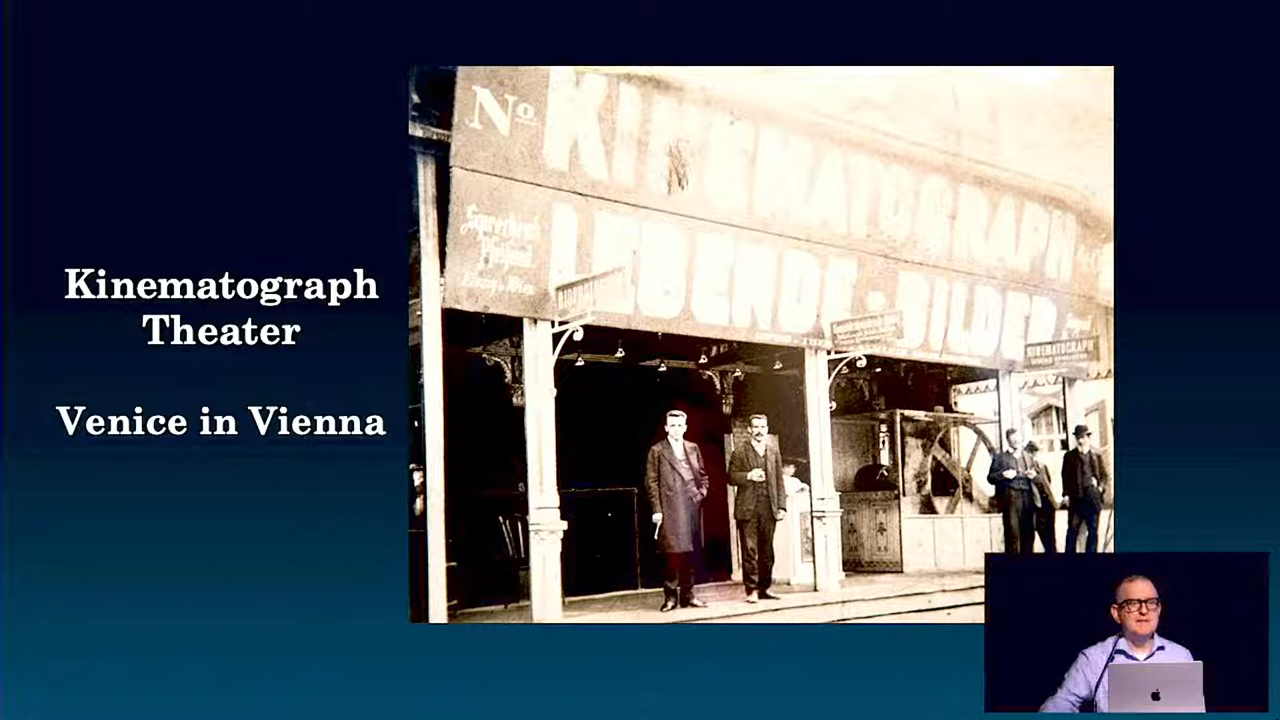 Kinematograph
Theater
Venice in Vienna
No
KINEMATOGRAPH
LEBENDE · BILDER
KINEMATOGRAPH